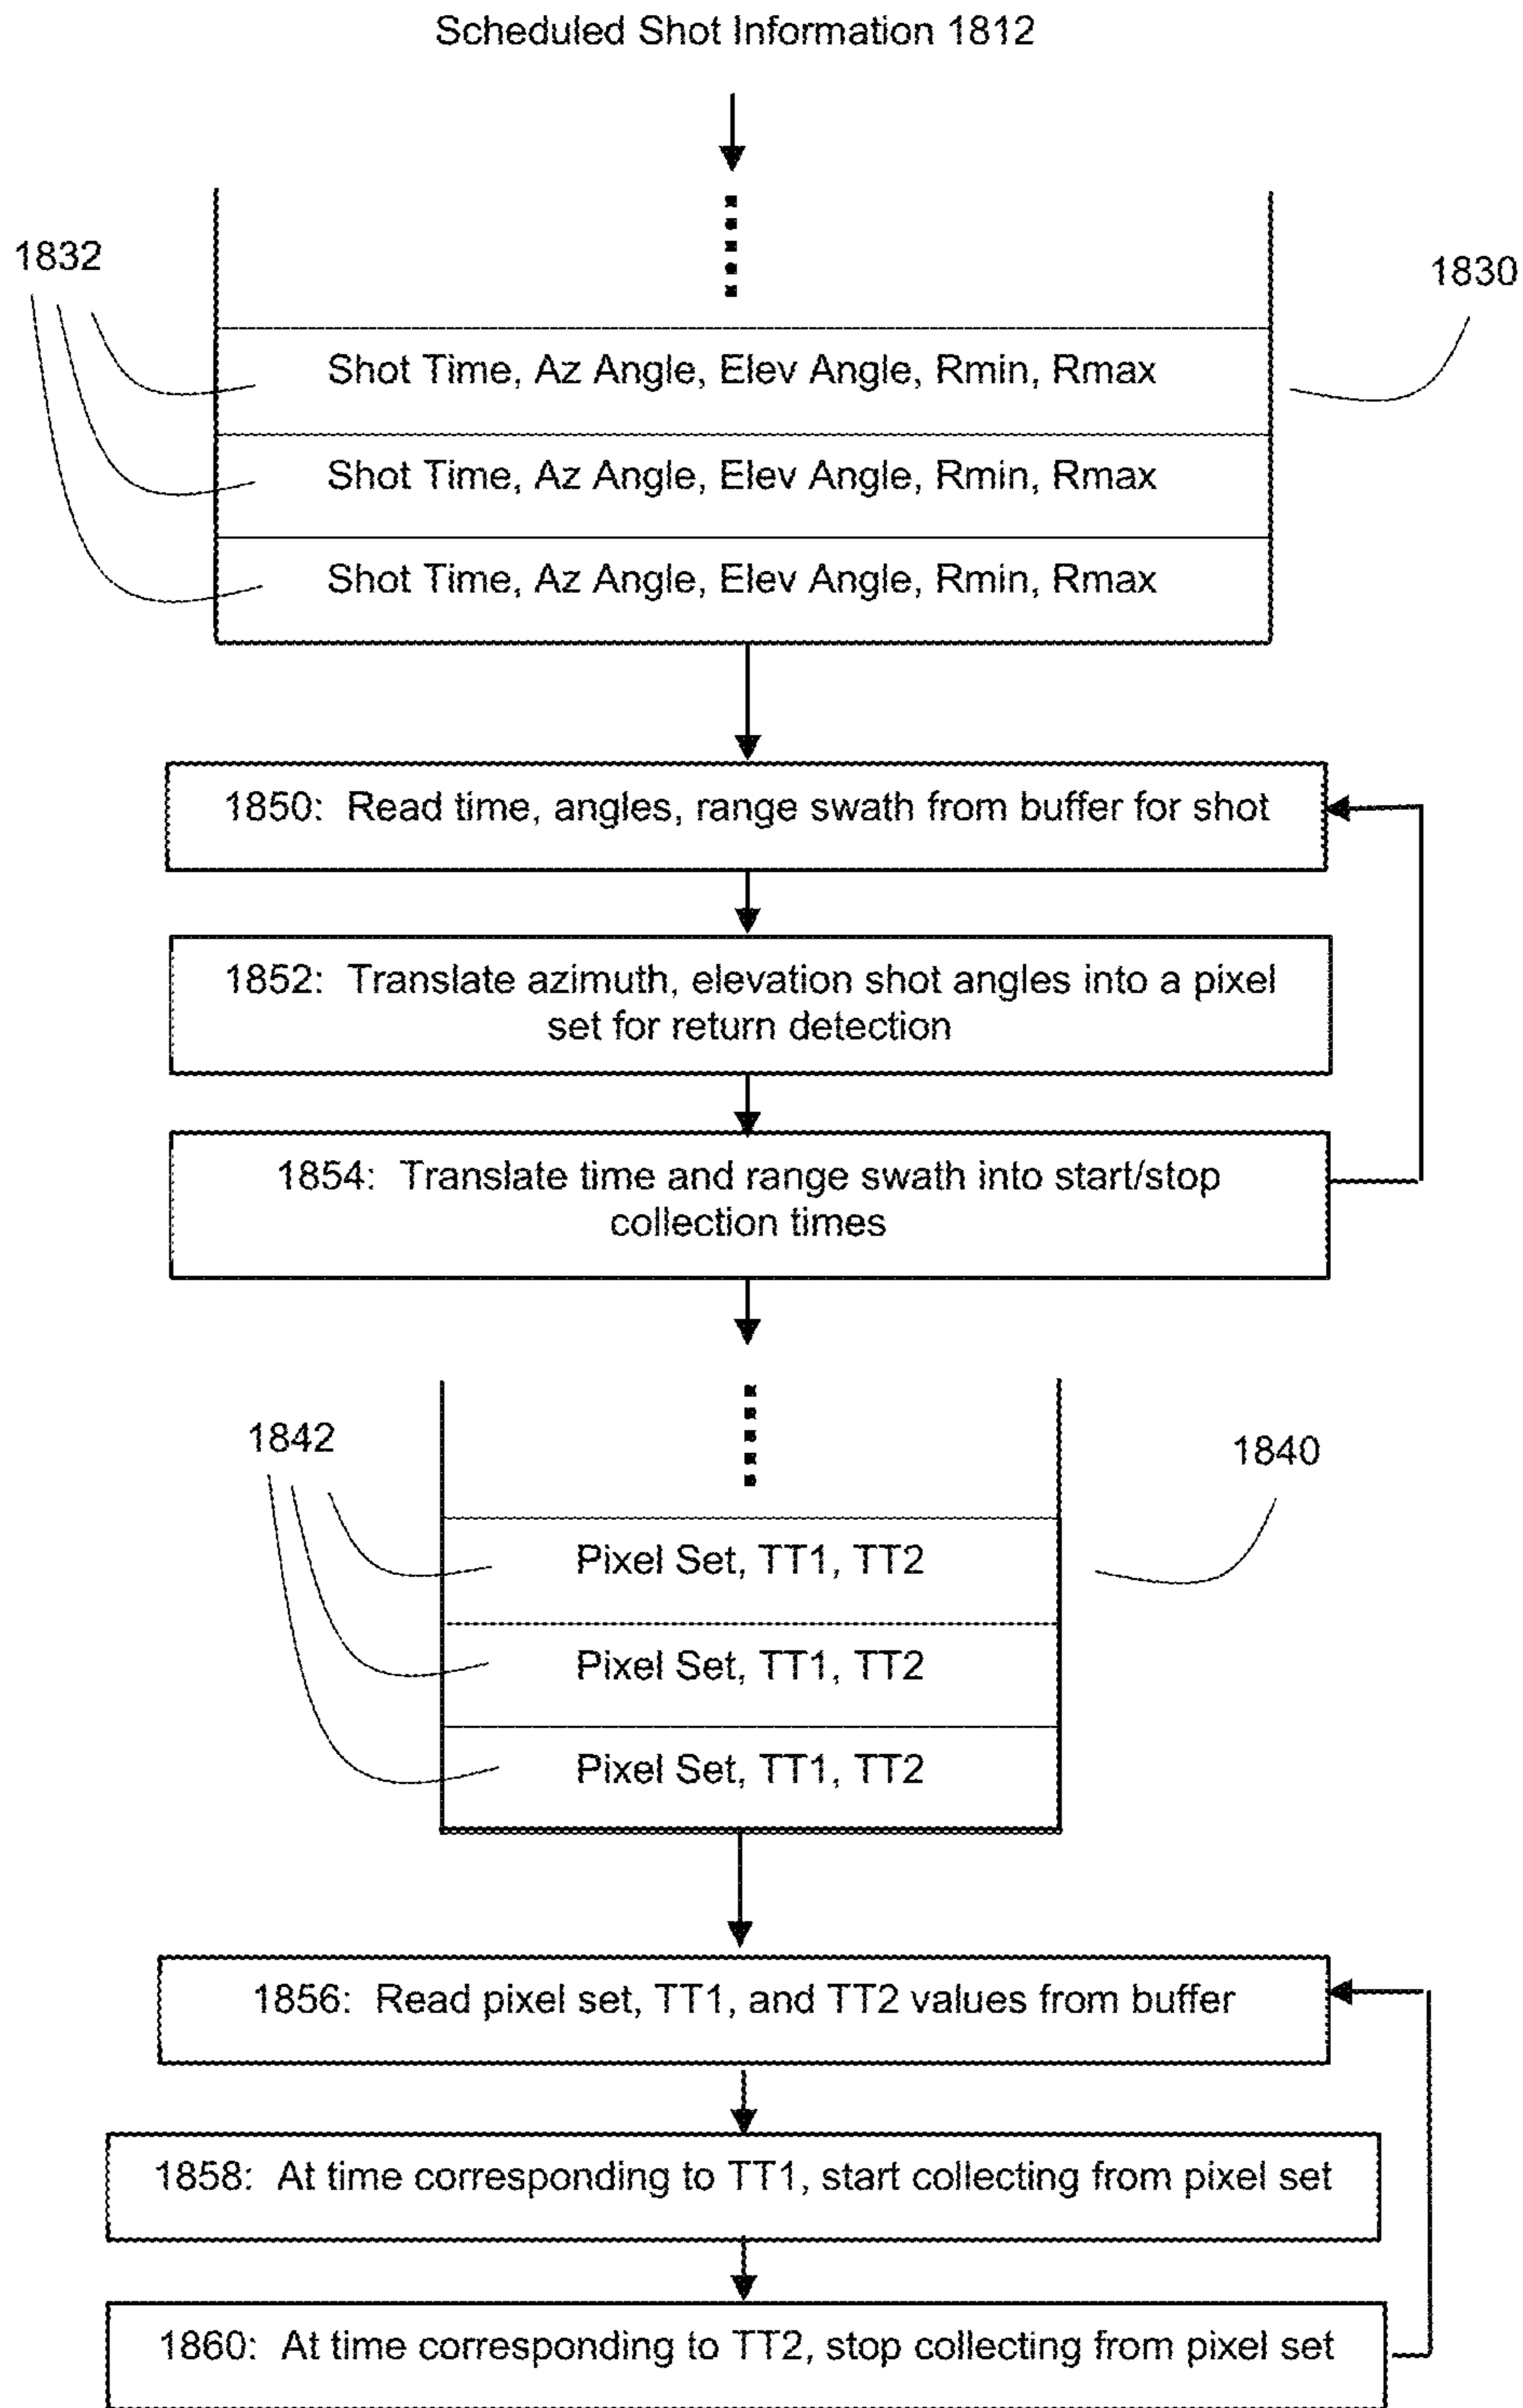 Scheduled Shot Information 1812
1832
1830
Shot Time, Az Angle, Elev Angle, Rmin, Rmax
Shot Time, Az Angle, Elev Angle, Rmin, Rmax
Shot Time, Az Angle, Elev Angle, Rmin, Rmax
1850: Read time, angles, range swath from buffer for shot
1852: Translate azimuth, elevation shot angles into a pixel
set for return detection
1854: Translate time and range swath into start/stop
collection times
1842
1840
Pixel Set, TT1, TT2
Pixel Set, TT1, TT2
Pixel Set, TT1, TT2
1856: Read pixel set, TT1, and TT2 values from buffer
1858: At time corresponding to TT1, start collecting from pixel set
1860: At time corresponding to TT2, stop collecting from pixel set